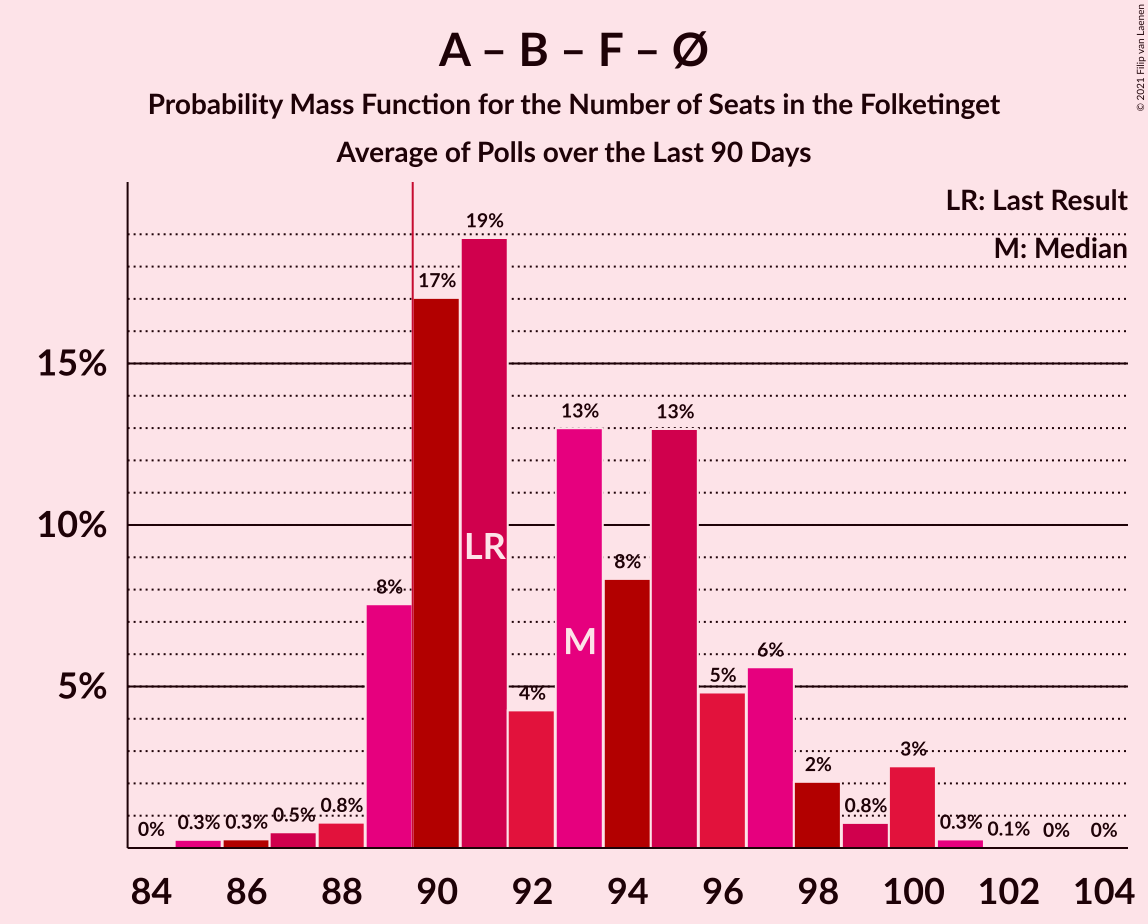 A – B – F – Ø
Probability Mass Function for the Number of Seats in the Folketinget
Average of Polls over the Last 90 Days
© 2021 Filip van Laenen
LR: Last Result
M: Median
15%
10%
5%
0%
0.3%
0.3%
0.5%
0.8%
8%
17%
19%
4%
13%
8%
13%
5%
6%
2%
0.8%
3%
0.3%
0.1%
0%
0%
LR
M
84 86 88 90 92 94 96 98 100 102 104